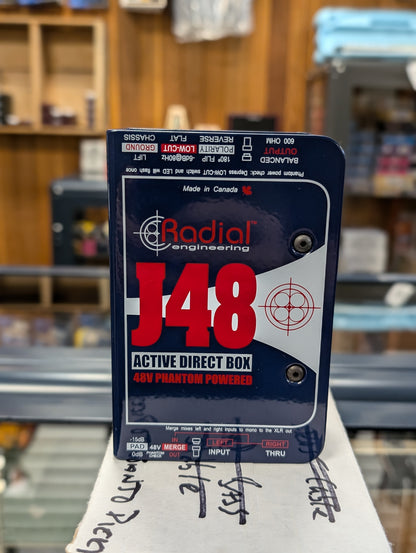 BALANCED 180° FLIP -6dB@80Hz LIFT
OUTPUT POLARITY LOW-CUT GROUND
600 OHM REVERSE FLAT CHASSIS
Phantom power check: Depress LOW-CUT switch and LED will flash once
Made in Canada
Radial™
engineering
J48
ACTIVE DIRECT BOX
48V PHANTOM POWERED
Merge mixes left and right inputs to mono to the XLR out
-15dB PAD 0dB
48V PHANTOM CHECK
IN MERGE OUT
LEFT RIGHT
INPUT THRU